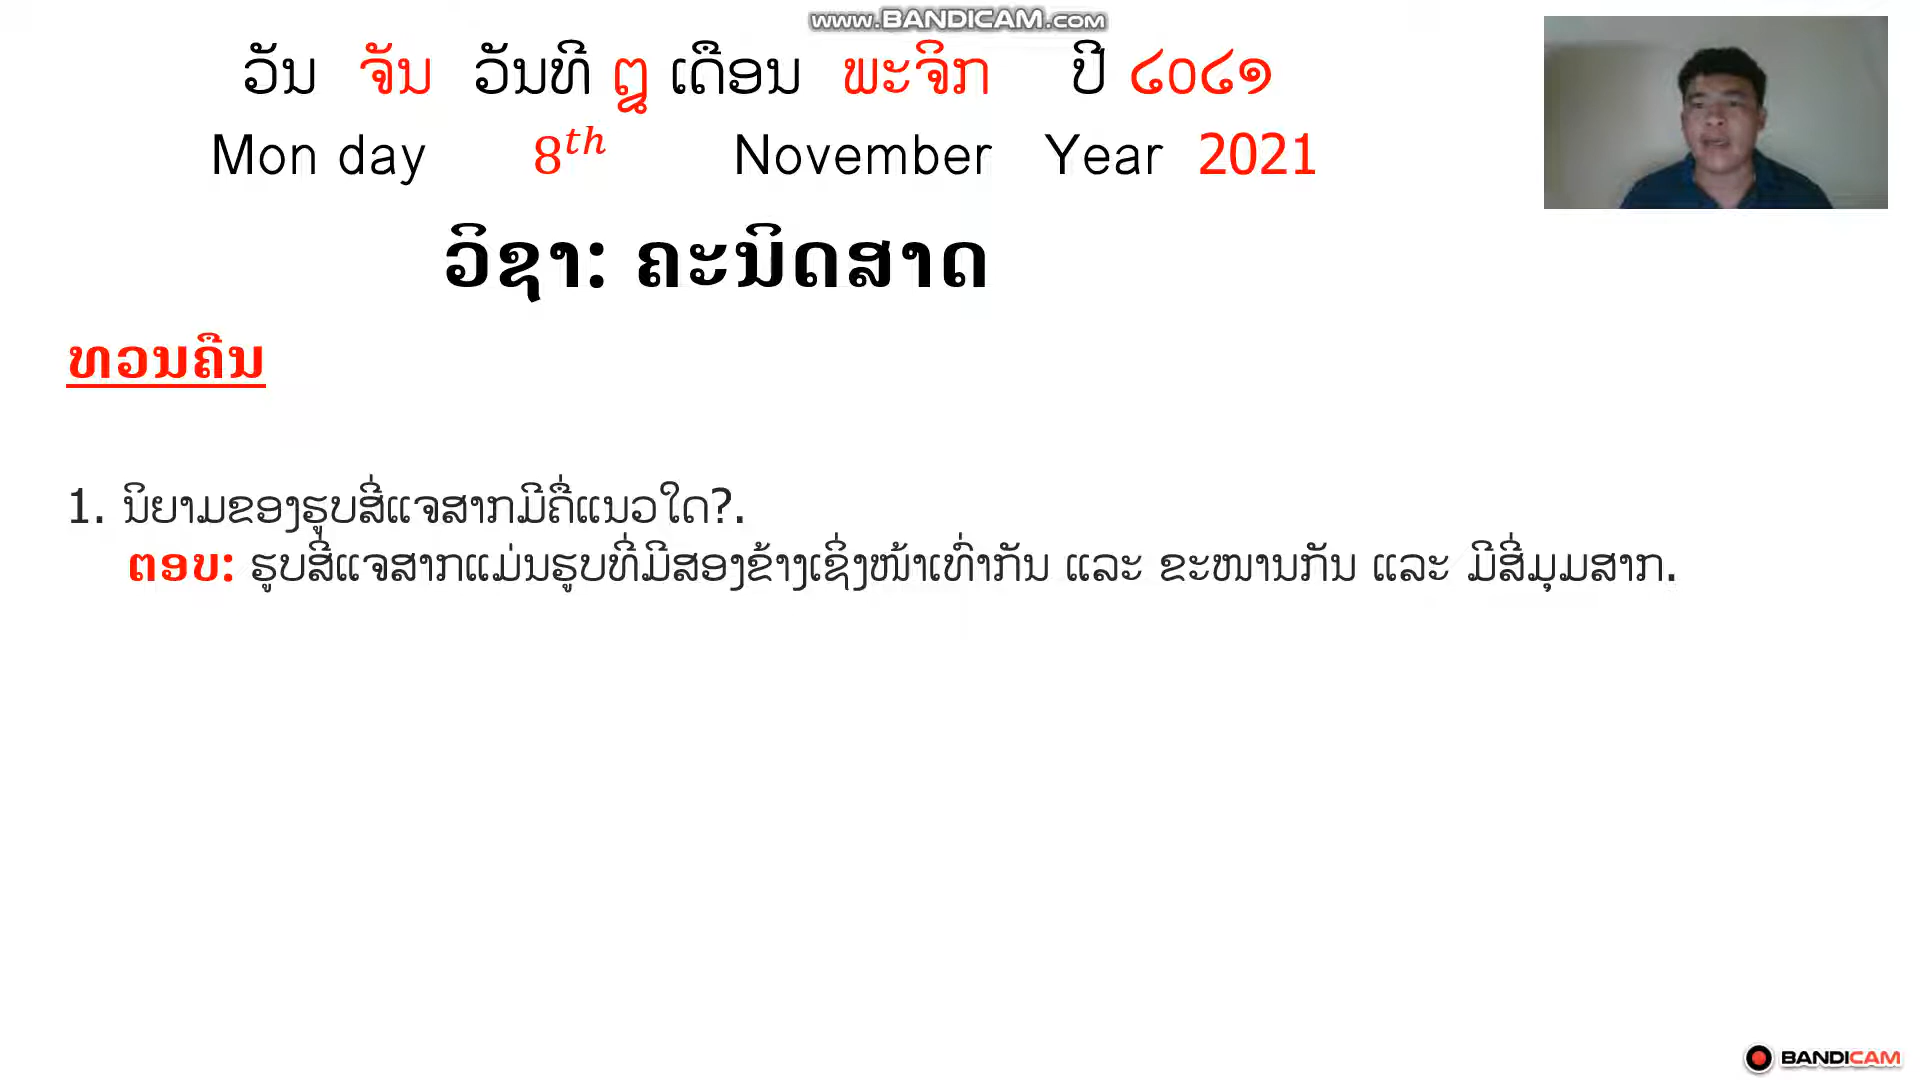 www.BANDICAM.com
ວັນ ຈັນ ວັນທີ ໘ ເດືອນ ພະຈິກ ປີ ໒໐໒໑
Mon day 8th November Year 2021
ວິຊາ: ຄະນິດສາດ
ທວນຄືນ
1. ນິຍາມຂອງຮູບສີ່ແຈສາກມີຄືແນວໃດ?.
ຕອບ: ຮູບສີ່ແຈສາກແມ່ນຮູບທີ່ມີສອງຂ້າງເຊິ່ງໜ້າເທົ່າກັນ ແລະ ຂະໜານກັນ ແລະ ມີສີ່ມຸມສາກ.
BANDICAM